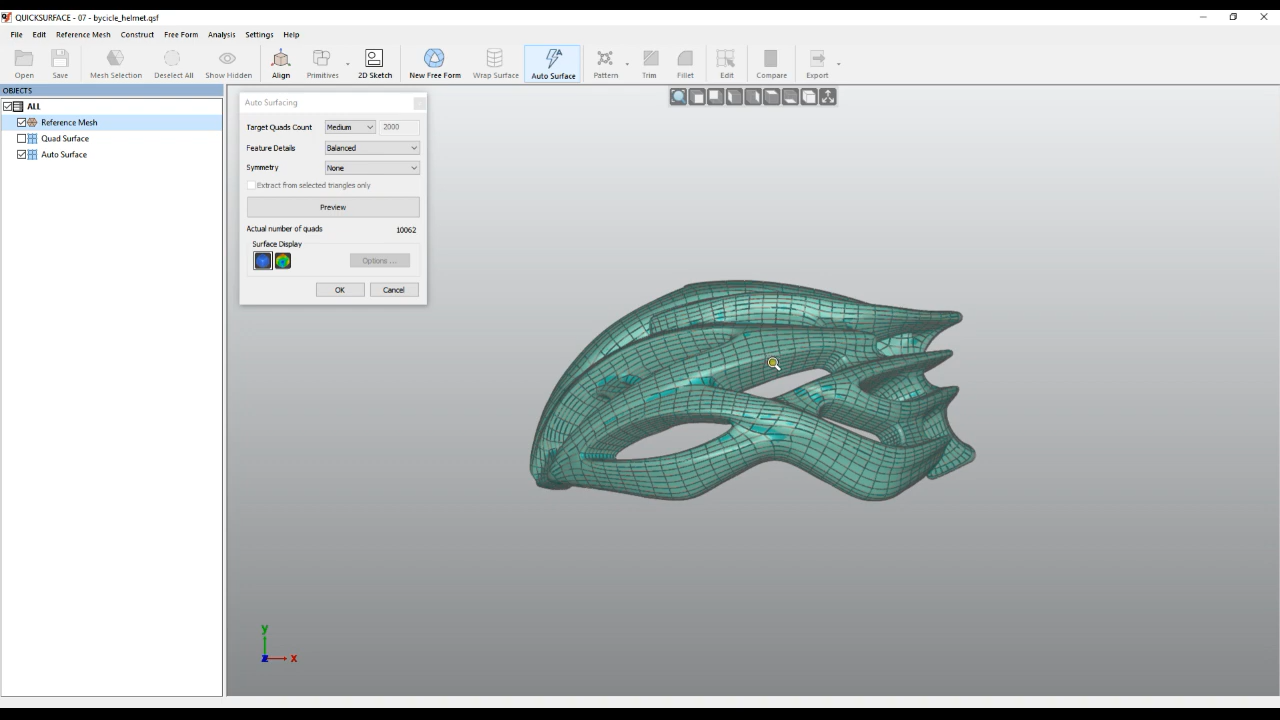 QUICKSURFACE - 07 - bycicle_helmet.qsf
File Edit Reference Mesh Construct Free Form Analysis Settings Help
Open Save Mesh Selection Deselect All Show Hidden Align Primitives 2D Sketch New Free Form Wrap Surface Auto Surface Pattern Trim Fillet Edit Compare Export
OBJECTS
ALL
Reference Mesh
Quad Surface
Auto Surface
Auto Surfacing
Target Quads Count Medium 2000
Feature Details Balanced
Symmetry None
Extract from selected triangles only
Preview
Actual number of quads 10062
Surface Display
Options ...
OK Cancel
y
z x